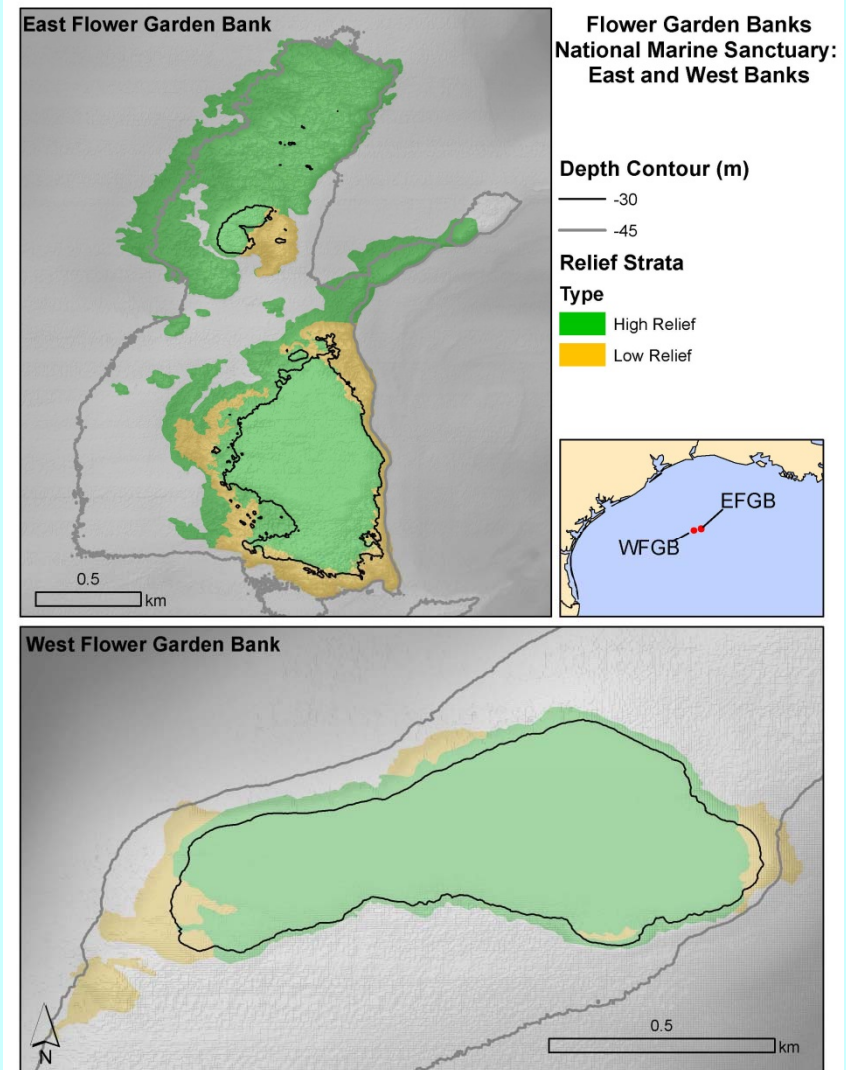 East Flower Garden Bank
Flower Garden Banks
National Marine Sanctuary:
East and West Banks
Depth Contour (m)
-30
-45
Relief Strata
Type
High Relief
Low Relief
EFGB
WFGB
0.5
km
West Flower Garden Bank
N
0.5
km